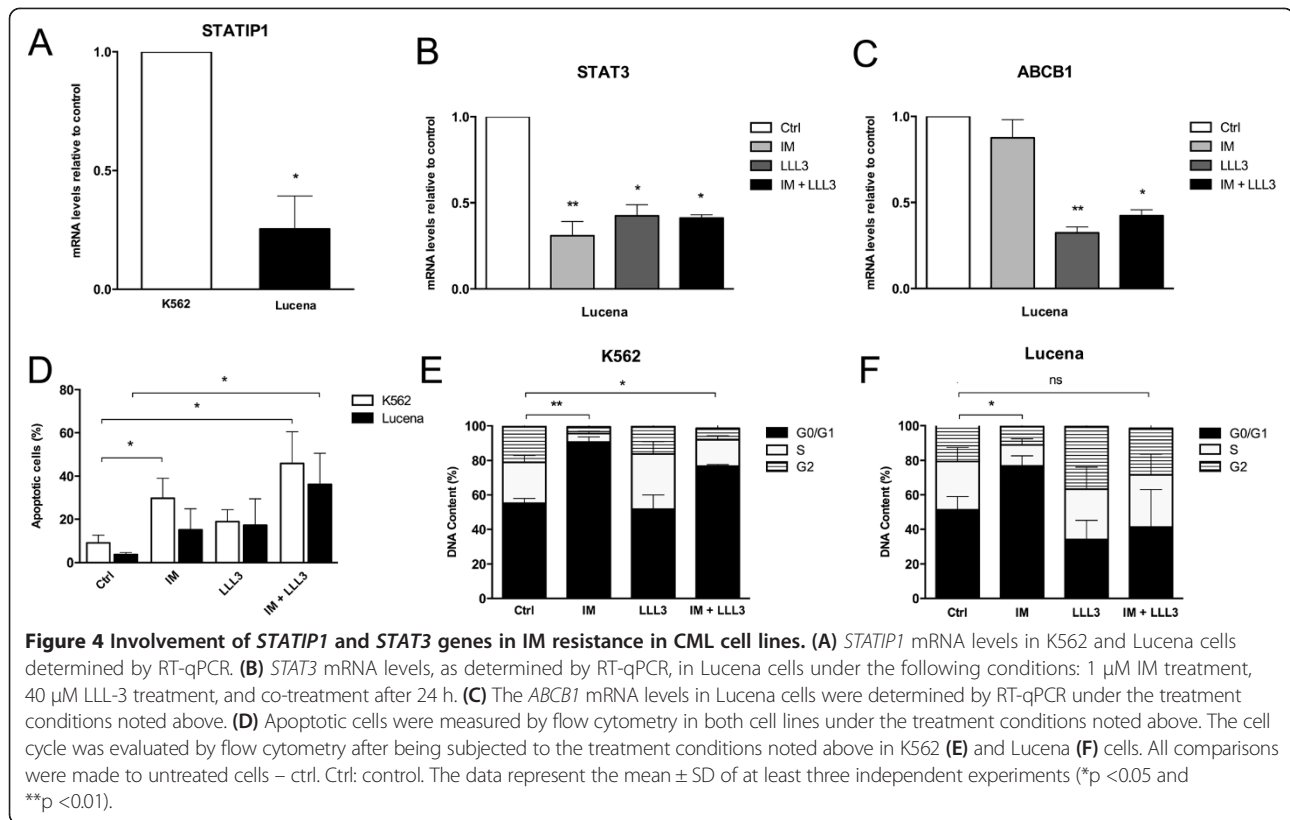 A
STATIP1
mRNA levels relative to control
1.0
0.5
0.0
*
K562
Lucena
B
STAT3
mRNA levels relative to control
1.0
0.5
0.0
**
*
*
Lucena
Ctrl
IM
LLL3
IM + LLL3
C
ABCB1
mRNA levels relative to control
1.0
0.5
0.0
**
*
Lucena
Ctrl
IM
LLL3
IM + LLL3
D
Apoptotic cells (%)
80
60
40
20
0
*
*
*
K562
Lucena
Ctrl
IM
LLL3
IM + LLL3
E
K562
DNA Content (%)
100
80
60
40
20
0
*
**
G0/G1
S
G2
Ctrl
IM
LLL3
IM + LLL3
F
Lucena
DNA Content (%)
100
80
60
40
20
0
ns
*
G0/G1
S
G2
Ctrl
IM
LLL3
IM + LLL3
Figure 4 Involvement of STATIP1 and STAT3 genes in IM resistance in CML cell lines. (A) STATIP1 mRNA levels in K562 and Lucena cells
determined by RT-qPCR. (B) STAT3 mRNA levels, as determined by RT-qPCR, in Lucena cells under the following conditions: 1 μM IM treatment,
40 μM LLL-3 treatment, and co-treatment after 24 h. (C) The ABCB1 mRNA levels in Lucena cells were determined by RT-qPCR under the treatment
conditions noted above. (D) Apoptotic cells were measured by flow cytometry in both cell lines under the treatment conditions noted above. The cell
cycle was evaluated by flow cytometry after being subjected to the treatment conditions noted above in K562 (E) and Lucena (F) cells. All comparisons
were made to untreated cells – ctrl. Ctrl: control. The data represent the mean ± SD of at least three independent experiments (*p <0.05 and
**p <0.01).